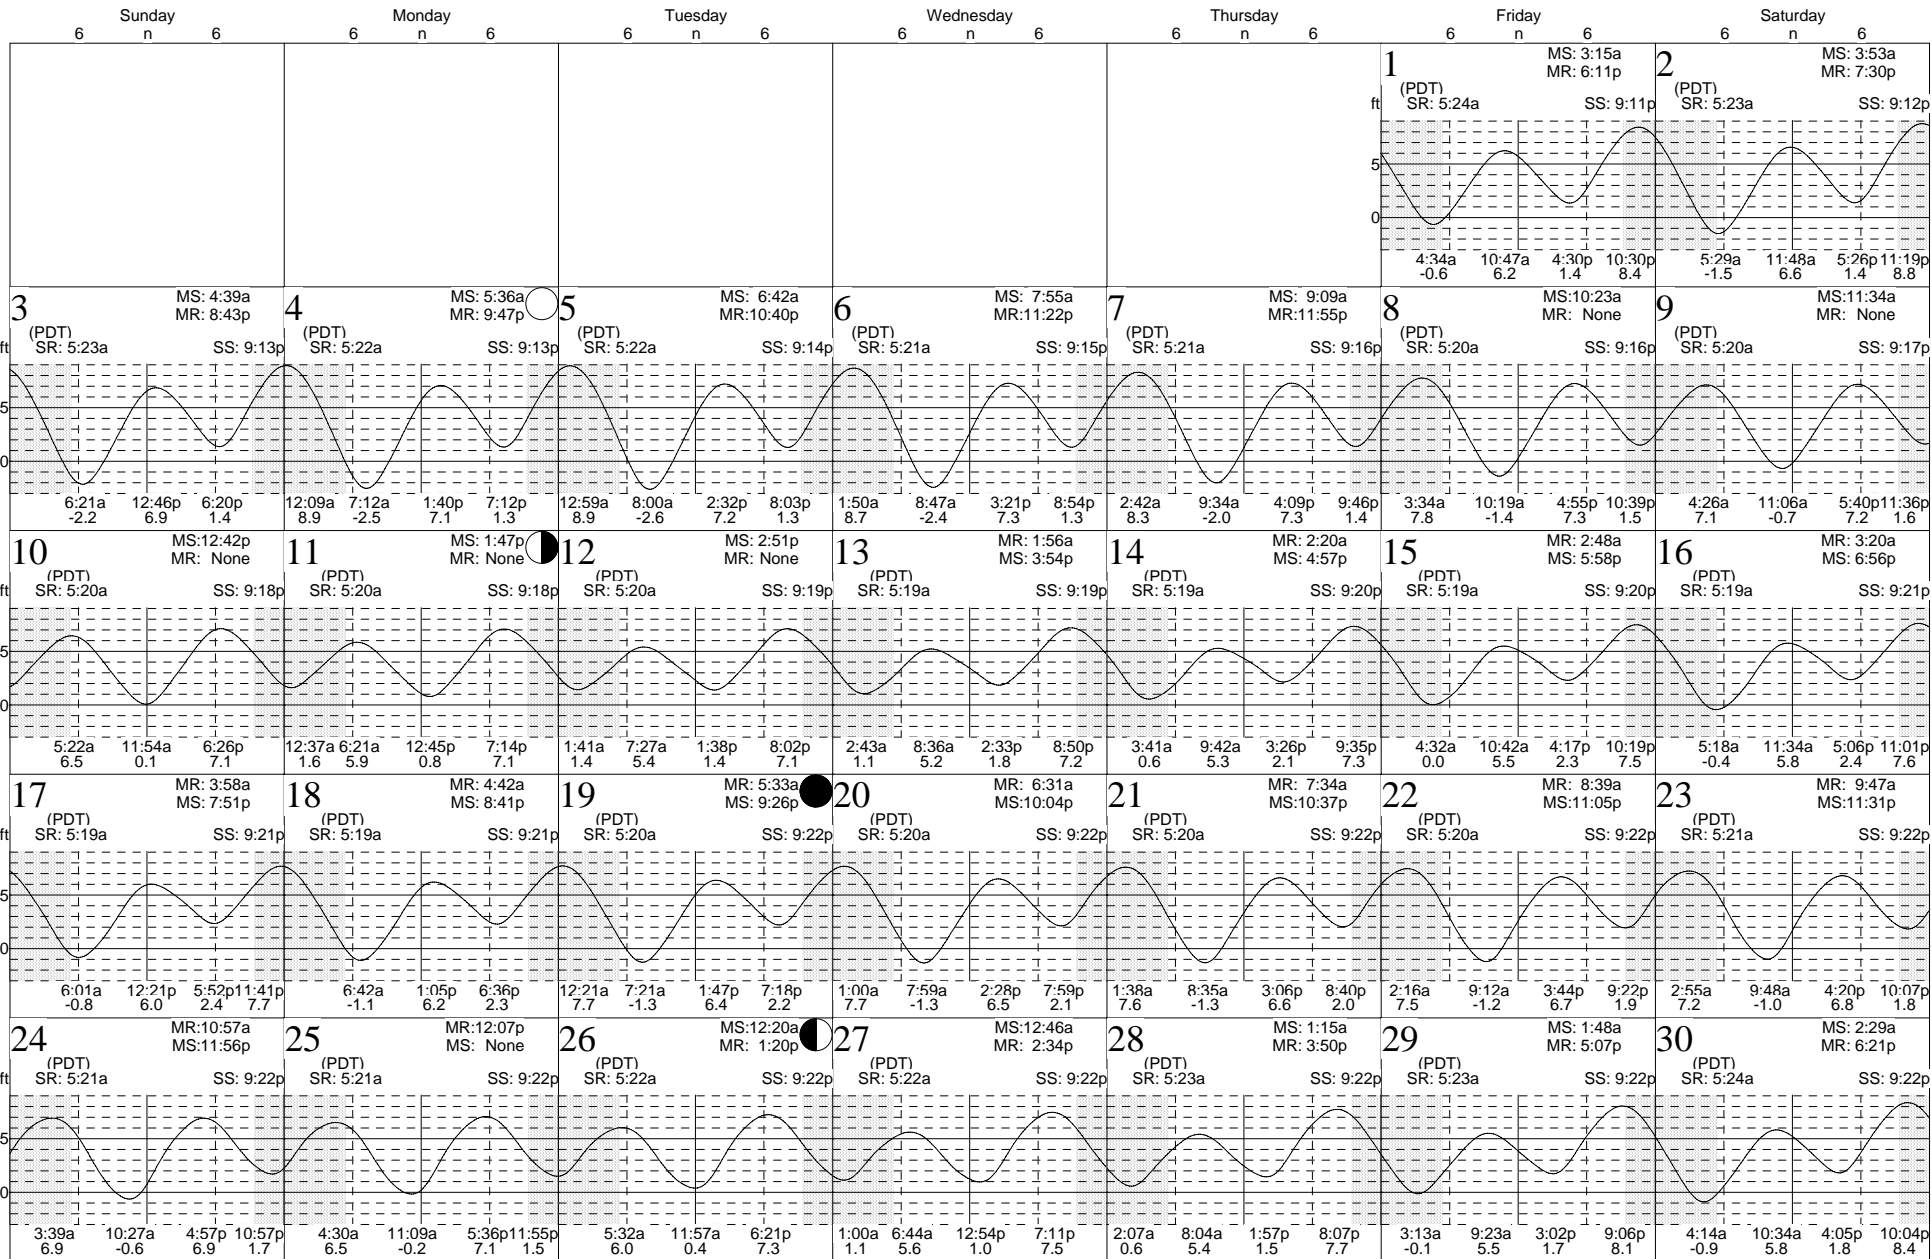 Sunday Monday Tuesday Wednesday Thursday Friday Saturday
6 n 6 6 n 6 6 n 6 6 n 6 6 n 6 6 n 6 6 n 6
1 MS: 3:15a 2 MS: 3:53a
MR: 6:11p MR: 7:30p
(PDT) (PDT)
ft SR: 5:24a SS: 9:11p SR: 5:23a SS: 9:12p
5
0
4:34a 10:47a 4:30p 10:30p 5:29a 11:48a 5:26p 11:19p
-0.6 6.2 1.4 8.4 -1.5 6.6 1.4 8.8
3 MS: 4:39a 4 MS: 5:36a 5 MS: 6:42a 6 MS: 7:55a 7 MS: 9:09a 8 MS:10:23a 9 MS:11:34a
MR: 8:43p MR: 9:47p MR:10:40p MR:11:22p MR:11:55p MR: None MR: None
(PDT) (PDT) (PDT) (PDT) (PDT) (PDT) (PDT)
ft SR: 5:23a SS: 9:13p SR: 5:22a SS: 9:13p SR: 5:22a SS: 9:14p SR: 5:21a SS: 9:15p SR: 5:21a SS: 9:16p SR: 5:20a SS: 9:16p SR: 5:20a SS: 9:17p
5
0
6:21a 12:46p 6:20p 12:09a 7:12a 1:40p 7:12p 12:59a 8:00a 2:32p 8:03p 1:50a 8:47a 3:21p 8:54p 2:42a 9:34a 4:09p 9:46p 3:34a 10:19a 4:55p 10:39p 4:26a 11:06a 5:40p 11:36p
-2.2 6.9 1.4 8.9 -2.5 7.1 1.3 8.9 -2.6 7.2 1.3 8.7 -2.4 7.3 1.3 8.3 -2.0 7.3 1.4 7.8 -1.4 7.3 1.5 7.1 -0.7 7.2 1.6
10 MS:12:42p 11 MS: 1:47p 12 MS: 2:51p 13 MR: 1:56a 14 MR: 2:20a 15 MR: 2:48a 16 MR: 3:20a
MR: None MR: None MR: None MS: 3:54p MS: 4:57p MS: 5:58p MS: 6:56p
(PDT) (PDT) (PDT) (PDT) (PDT) (PDT) (PDT)
ft SR: 5:20a SS: 9:18p SR: 5:20a SS: 9:18p SR: 5:20a SS: 9:19p SR: 5:19a SS: 9:19p SR: 5:19a SS: 9:20p SR: 5:19a SS: 9:20p SR: 5:19a SS: 9:21p
5
0
5:22a 11:54a 6:26p 12:37a 6:21a 12:45p 7:14p 1:41a 7:27a 1:38p 8:02p 2:43a 8:36a 2:33p 8:50p 3:41a 9:42a 3:26p 9:35p 4:32a 10:42a 4:17p 10:19p 5:18a 11:34a 5:06p 11:01p
6.5 0.1 7.1 1.6 5.9 0.8 7.1 1.4 5.4 1.4 7.1 1.1 5.2 1.8 7.2 0.6 5.3 2.1 7.3 0.0 5.5 2.3 7.5 -0.4 5.8 2.4 7.6
17 MR: 3:58a 18 MR: 4:42a 19 MR: 5:33a 20 MR: 6:31a 21 MR: 7:34a 22 MR: 8:39a 23 MR: 9:47a
MS: 7:51p MS: 8:41p MS: 9:26p MS:10:04p MS:10:37p MS:11:05p MS:11:31p
(PDT) (PDT) (PDT) (PDT) (PDT) (PDT) (PDT)
ft SR: 5:19a SS: 9:21p SR: 5:19a SS: 9:21p SR: 5:20a SS: 9:22p SR: 5:20a SS: 9:22p SR: 5:20a SS: 9:22p SR: 5:20a SS: 9:22p SR: 5:21a SS: 9:22p
5
0
6:01a 12:21p 5:52p 11:41p 6:42a 1:05p 6:36p 12:21a 7:21a 1:47p 7:18p 1:00a 7:59a 2:28p 7:59p 1:38a 8:35a 3:06p 8:40p 2:16a 9:12a 3:44p 9:22p 2:55a 9:48a 4:20p 10:07p
-0.8 6.0 2.4 7.7 -1.1 6.2 2.3 7.7 -1.3 6.4 2.2 7.7 -1.3 6.5 2.1 7.6 -1.3 6.6 2.0 7.5 -1.2 6.7 1.9 7.2 -1.0 6.8 1.8
24 MR:10:57a 25 MR:12:07p 26 MS:12:20a 27 MS:12:46a 28 MS: 1:15a 29 MS: 1:48a 30 MS: 2:29a
MS:11:56p MS: None MR: 1:20p MR: 2:34p MR: 3:50p MR: 5:07p MR: 6:21p
(PDT) (PDT) (PDT) (PDT) (PDT) (PDT) (PDT)
ft SR: 5:21a SS: 9:22p SR: 5:21a SS: 9:22p SR: 5:22a SS: 9:22p SR: 5:22a SS: 9:22p SR: 5:23a SS: 9:22p SR: 5:23a SS: 9:22p SR: 5:24a SS: 9:22p
5
0
3:39a 10:27a 4:57p 10:57p 4:30a 11:09a 5:36p 11:55p 5:32a 11:57a 6:21p 1:00a 6:44a 12:54p 7:11p 2:07a 8:04a 1:57p 8:07p 3:13a 9:23a 3:02p 9:06p 4:14a 10:34a 4:05p 10:04p
6.9 -0.6 6.9 1.7 6.5 -0.2 7.1 1.5 6.0 0.4 7.3 1.1 5.6 1.0 7.5 0.6 5.4 1.5 7.7 -0.1 5.5 1.7 8.1 -0.9 5.8 1.8 8.4